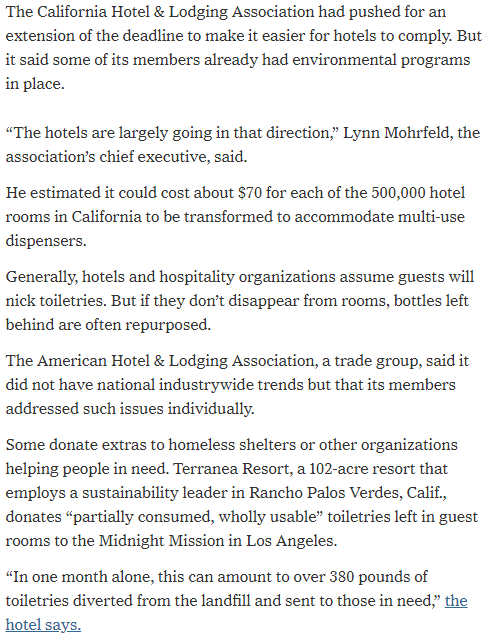 The California Hotel & Lodging Association had pushed for an
extension of the deadline to make it easier for hotels to comply. But
it said some of its members already had environmental programs
in place.
“The hotels are largely going in that direction,” Lynn Mohrfeld, the
association’s chief executive, said.
He estimated it could cost about $70 for each of the 500,000 hotel
rooms in California to be transformed to accommodate multi-use
dispensers.
Generally, hotels and hospitality organizations assume guests will
nick toiletries. But if they don’t disappear from rooms, bottles left
behind are often repurposed.
The American Hotel & Lodging Association, a trade group, said it
did not have national industrywide trends but that its members
addressed such issues individually.
Some donate extras to homeless shelters or other organizations
helping people in need. Terranea Resort, a 102-acre resort that
employs a sustainability leader in Rancho Palos Verdes, Calif.,
donates “partially consumed, wholly usable” toiletries left in guest
rooms to the Midnight Mission in Los Angeles.
“In one month alone, this can amount to over 380 pounds of
toiletries diverted from the landfill and sent to those in need,” the
hotel says.